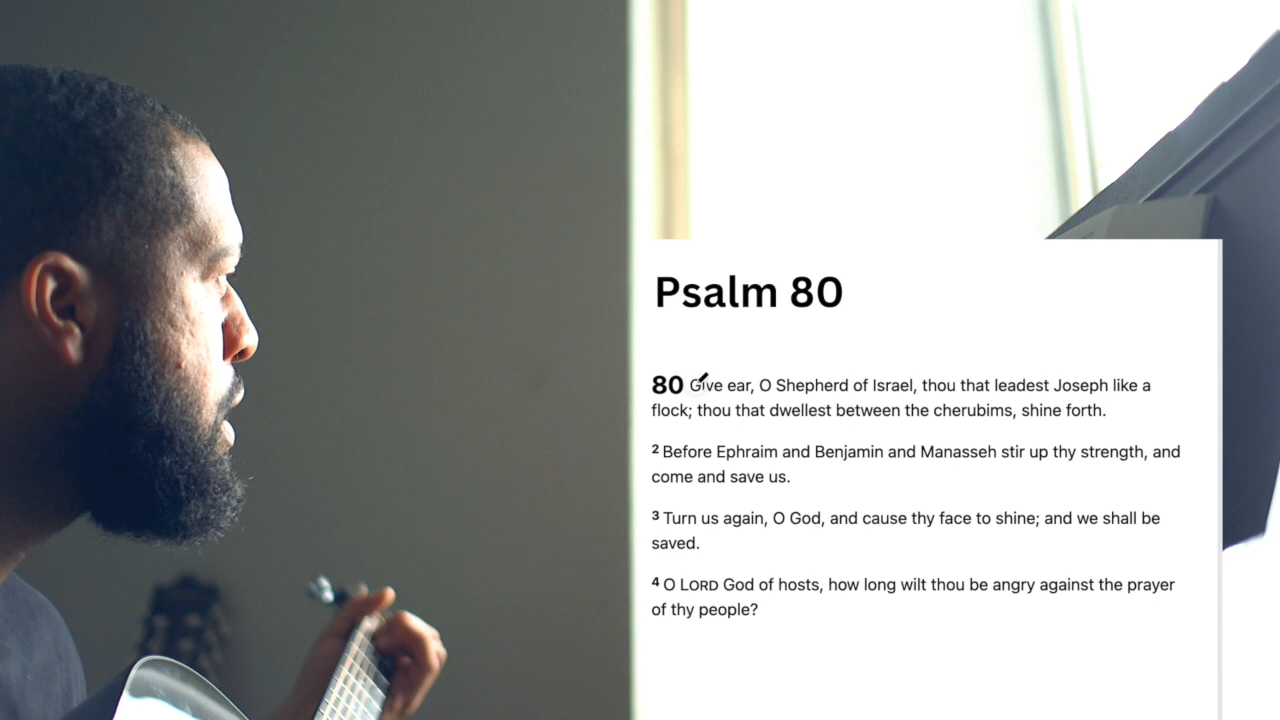 Psalm 80
80 Give ear, O Shepherd of Israel, thou that leadest Joseph like a
flock; thou that dwellest between the cherubims, shine forth.
2 Before Ephraim and Benjamin and Manasseh stir up thy strength, and
come and save us.
3 Turn us again, O God, and cause thy face to shine; and we shall be
saved.
4 O LORD God of hosts, how long wilt thou be angry against the prayer
of thy people?